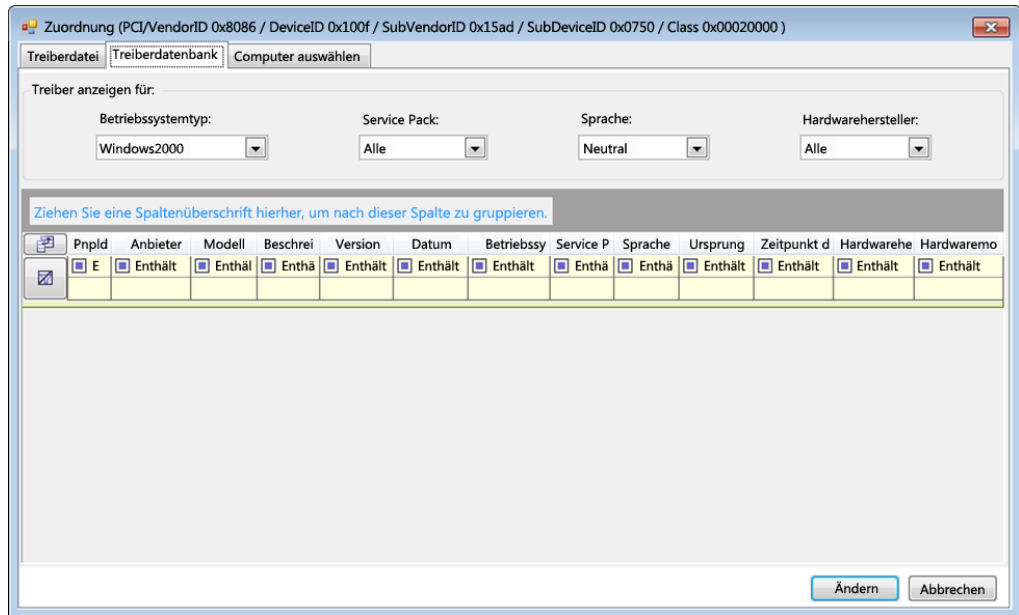 Zuordnung (PCI/VendorID 0x8086 / DeviceID 0x100f / SubVendorID 0x15ad / SubDeviceID 0x0750 / Class 0x00020000 )
Treiberdatei Treiberdatenbank Computer auswählen
Treiber anzeigen für:
Betriebssystemtyp: Service Pack: Sprache: Hardwarehersteller:
Windows2000 Alle Neutral Alle
Ziehen Sie eine Spaltenüberschrift hierher, um nach dieser Spalte zu gruppieren.
PnpId Anbieter Modell Beschrei Version Datum Betriebssy Service P Sprache Ursprung Zeitpunkt d Hardwarehe Hardwaremo
E Enthält Enthäl Enthä Enthält Enthält Enthält Enthä Enthä Enthält Enthält Enthält Enthält
Ändern Abbrechen